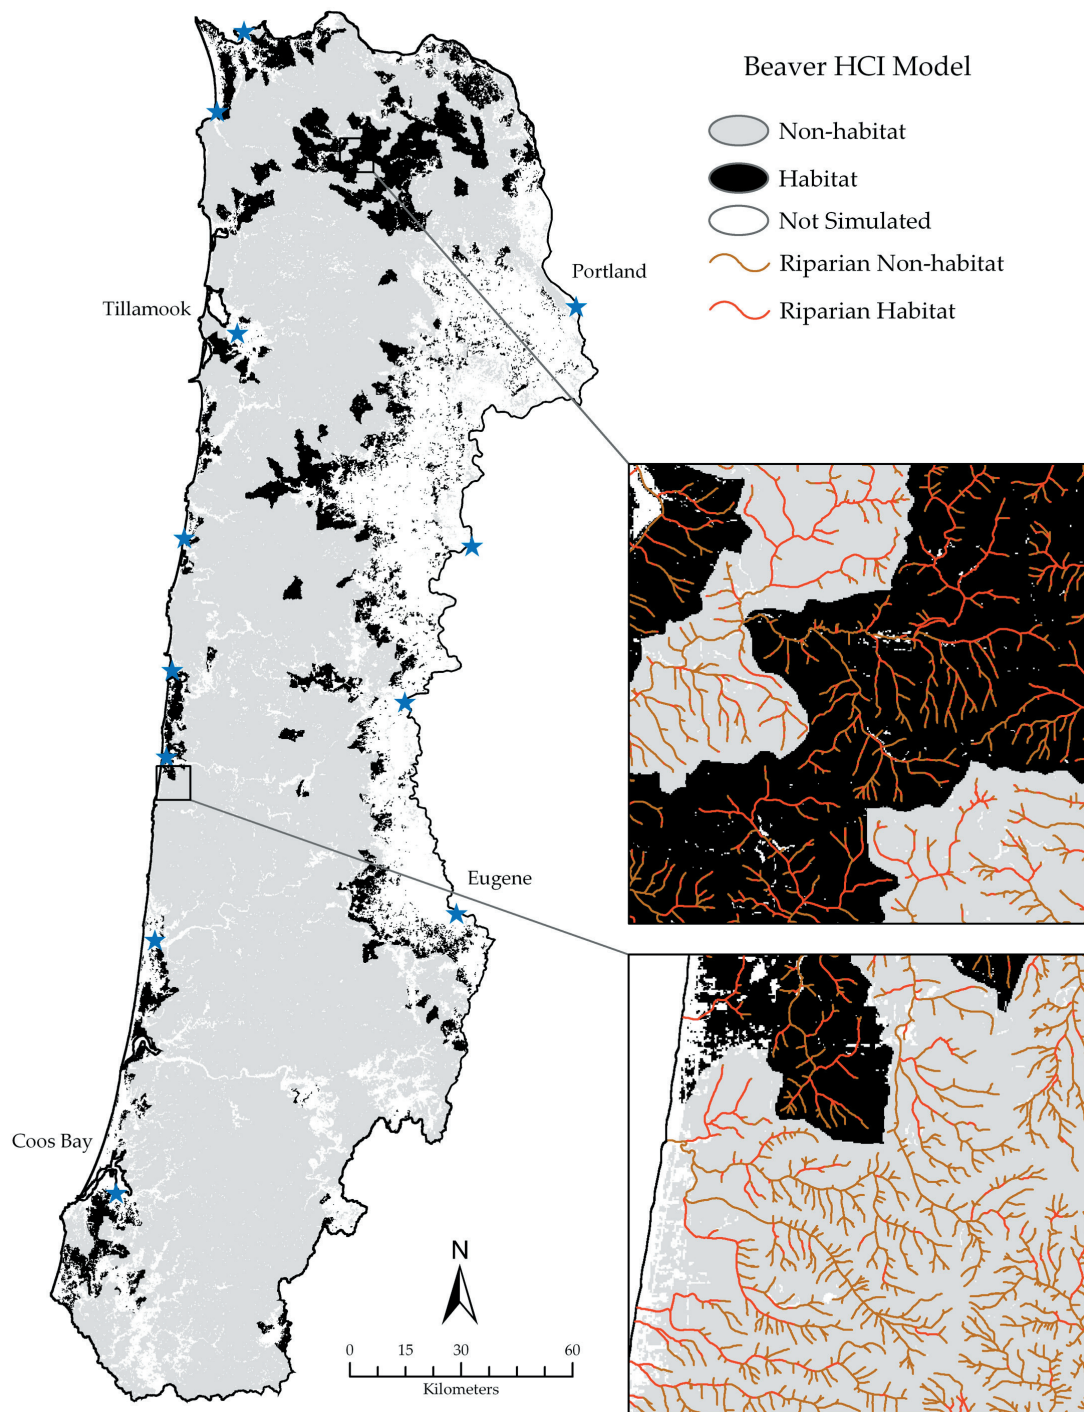 Beaver HCI Model
Non-habitat
Habitat
Not Simulated
Riparian Non-habitat
Riparian Habitat
Portland
Tillamook
Eugene
Coos Bay
N
0 15 30 60
Kilometers